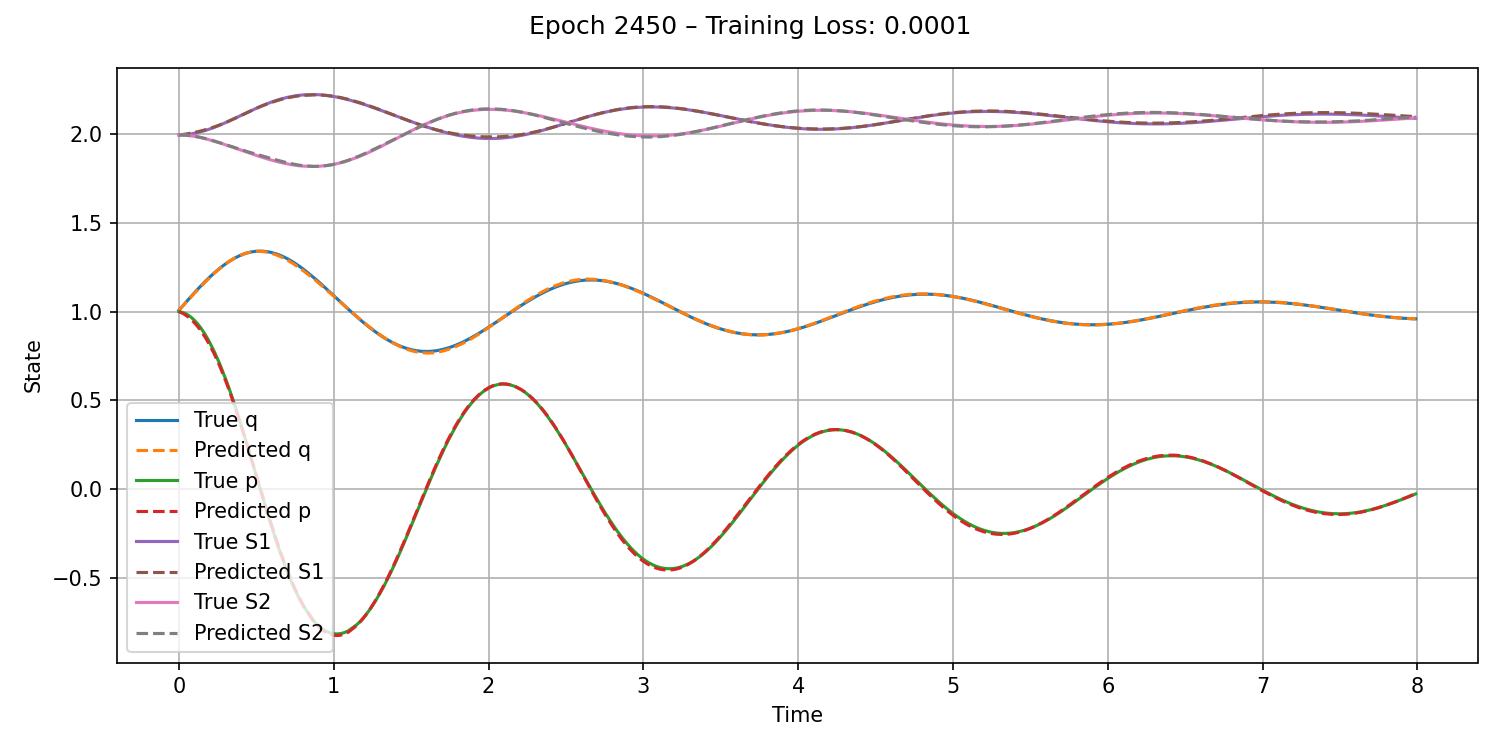 Epoch 2450 – Training Loss: 0.0001
State
2.0
1.5
1.0
0.5
0.0
−0.5
True q
Predicted q
True p
Predicted p
True S1
Predicted S1
True S2
Predicted S2
0 1 2 3 4 5 6 7 8
Time